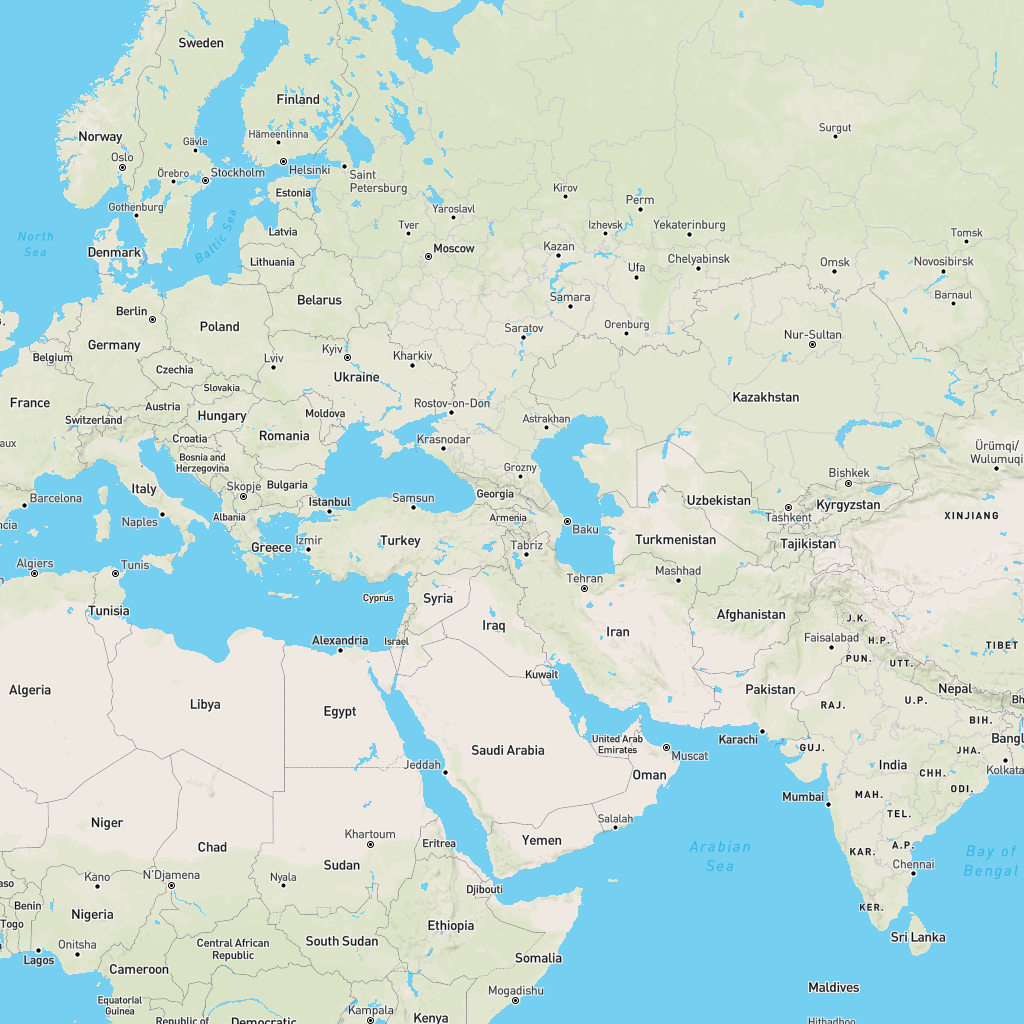 Sweden
Finland
Norway
Hämeenlinna
Surgut
Gävle
Oslo
Helsinki
Saint
Petersburg
Örebro
Stockholm
Estonia
Kirov
Perm
Gothenburg
Yaroslavl
Baltic Sea
North
Sea
Latvia
Tver
Izhevsk
Yekaterinburg
Tomsk
Denmark
Moscow
Kazan
Lithuania
Ufa
Chelyabinsk
Omsk
Novosibirsk
Barnaul
Belarus
Samara
Berlin
Poland
Saratov
Orenburg
Nur-Sultan
Germany
Kyiv
Belgium
Lviv
Kharkiv
Czechia
Ukraine
Slovakia
Kazakhstan
France
Austria
Rostov-on-Don
Switzerland
Hungary
Moldova
Astrakhan
Croatia
Romania
Krasnodar
aux
Ürümqi/
Wulumuqi
Bosnia and
Herzegovina
Grozny
Bishkek
Italy
Skopje
Bulgaria
Georgia
Barcelona
Istanbul
Samsun
Uzbekistan
Kyrgyzstan
Albania
Armenia
Tashkent
XINJIANG
ncia
Naples
Baku
Greece
Izmir
Turkey
Tabriz
Turkmenistan
Tajikistan
Algiers
Tunis
Tehran
Mashhad
Cyprus
Syria
Tunisia
Afghanistan
J.K.
Iraq
Iran
Faisalabad
H.P.
Alexandria
Israel
PUN.
UTT.
TIBET
Kuwait
Algeria
Pakistan
Nepal
Libya
Egypt
RAJ.
U.P.
Bh
BIH.
United Arab
Emirates
Karachi
Bangl
Saudi Arabia
Muscat
GUJ.
JHA.
Jeddah
India
CHH.
Kolkata
Oman
Mumbai
MAH.
ODI.
Niger
Salalah
TEL.
Khartoum
Chad
Eritrea
Yemen
Arabian
Sea
KAR.
A.P.
Bay of
Bengal
Sudan
Chennai
Kano
N'Djamena
Nyala
aso
Djibouti
Benin
Nigeria
KER.
Togo
Ethiopia
Onitsha
Central African
Republic
South Sudan
Sri Lanka
Lagos
Cameroon
Somalia
Maldives
Mogadishu
Equatorial
Guinea
Kampala
Republic of
Democratic
Kenya
Hithadhoo